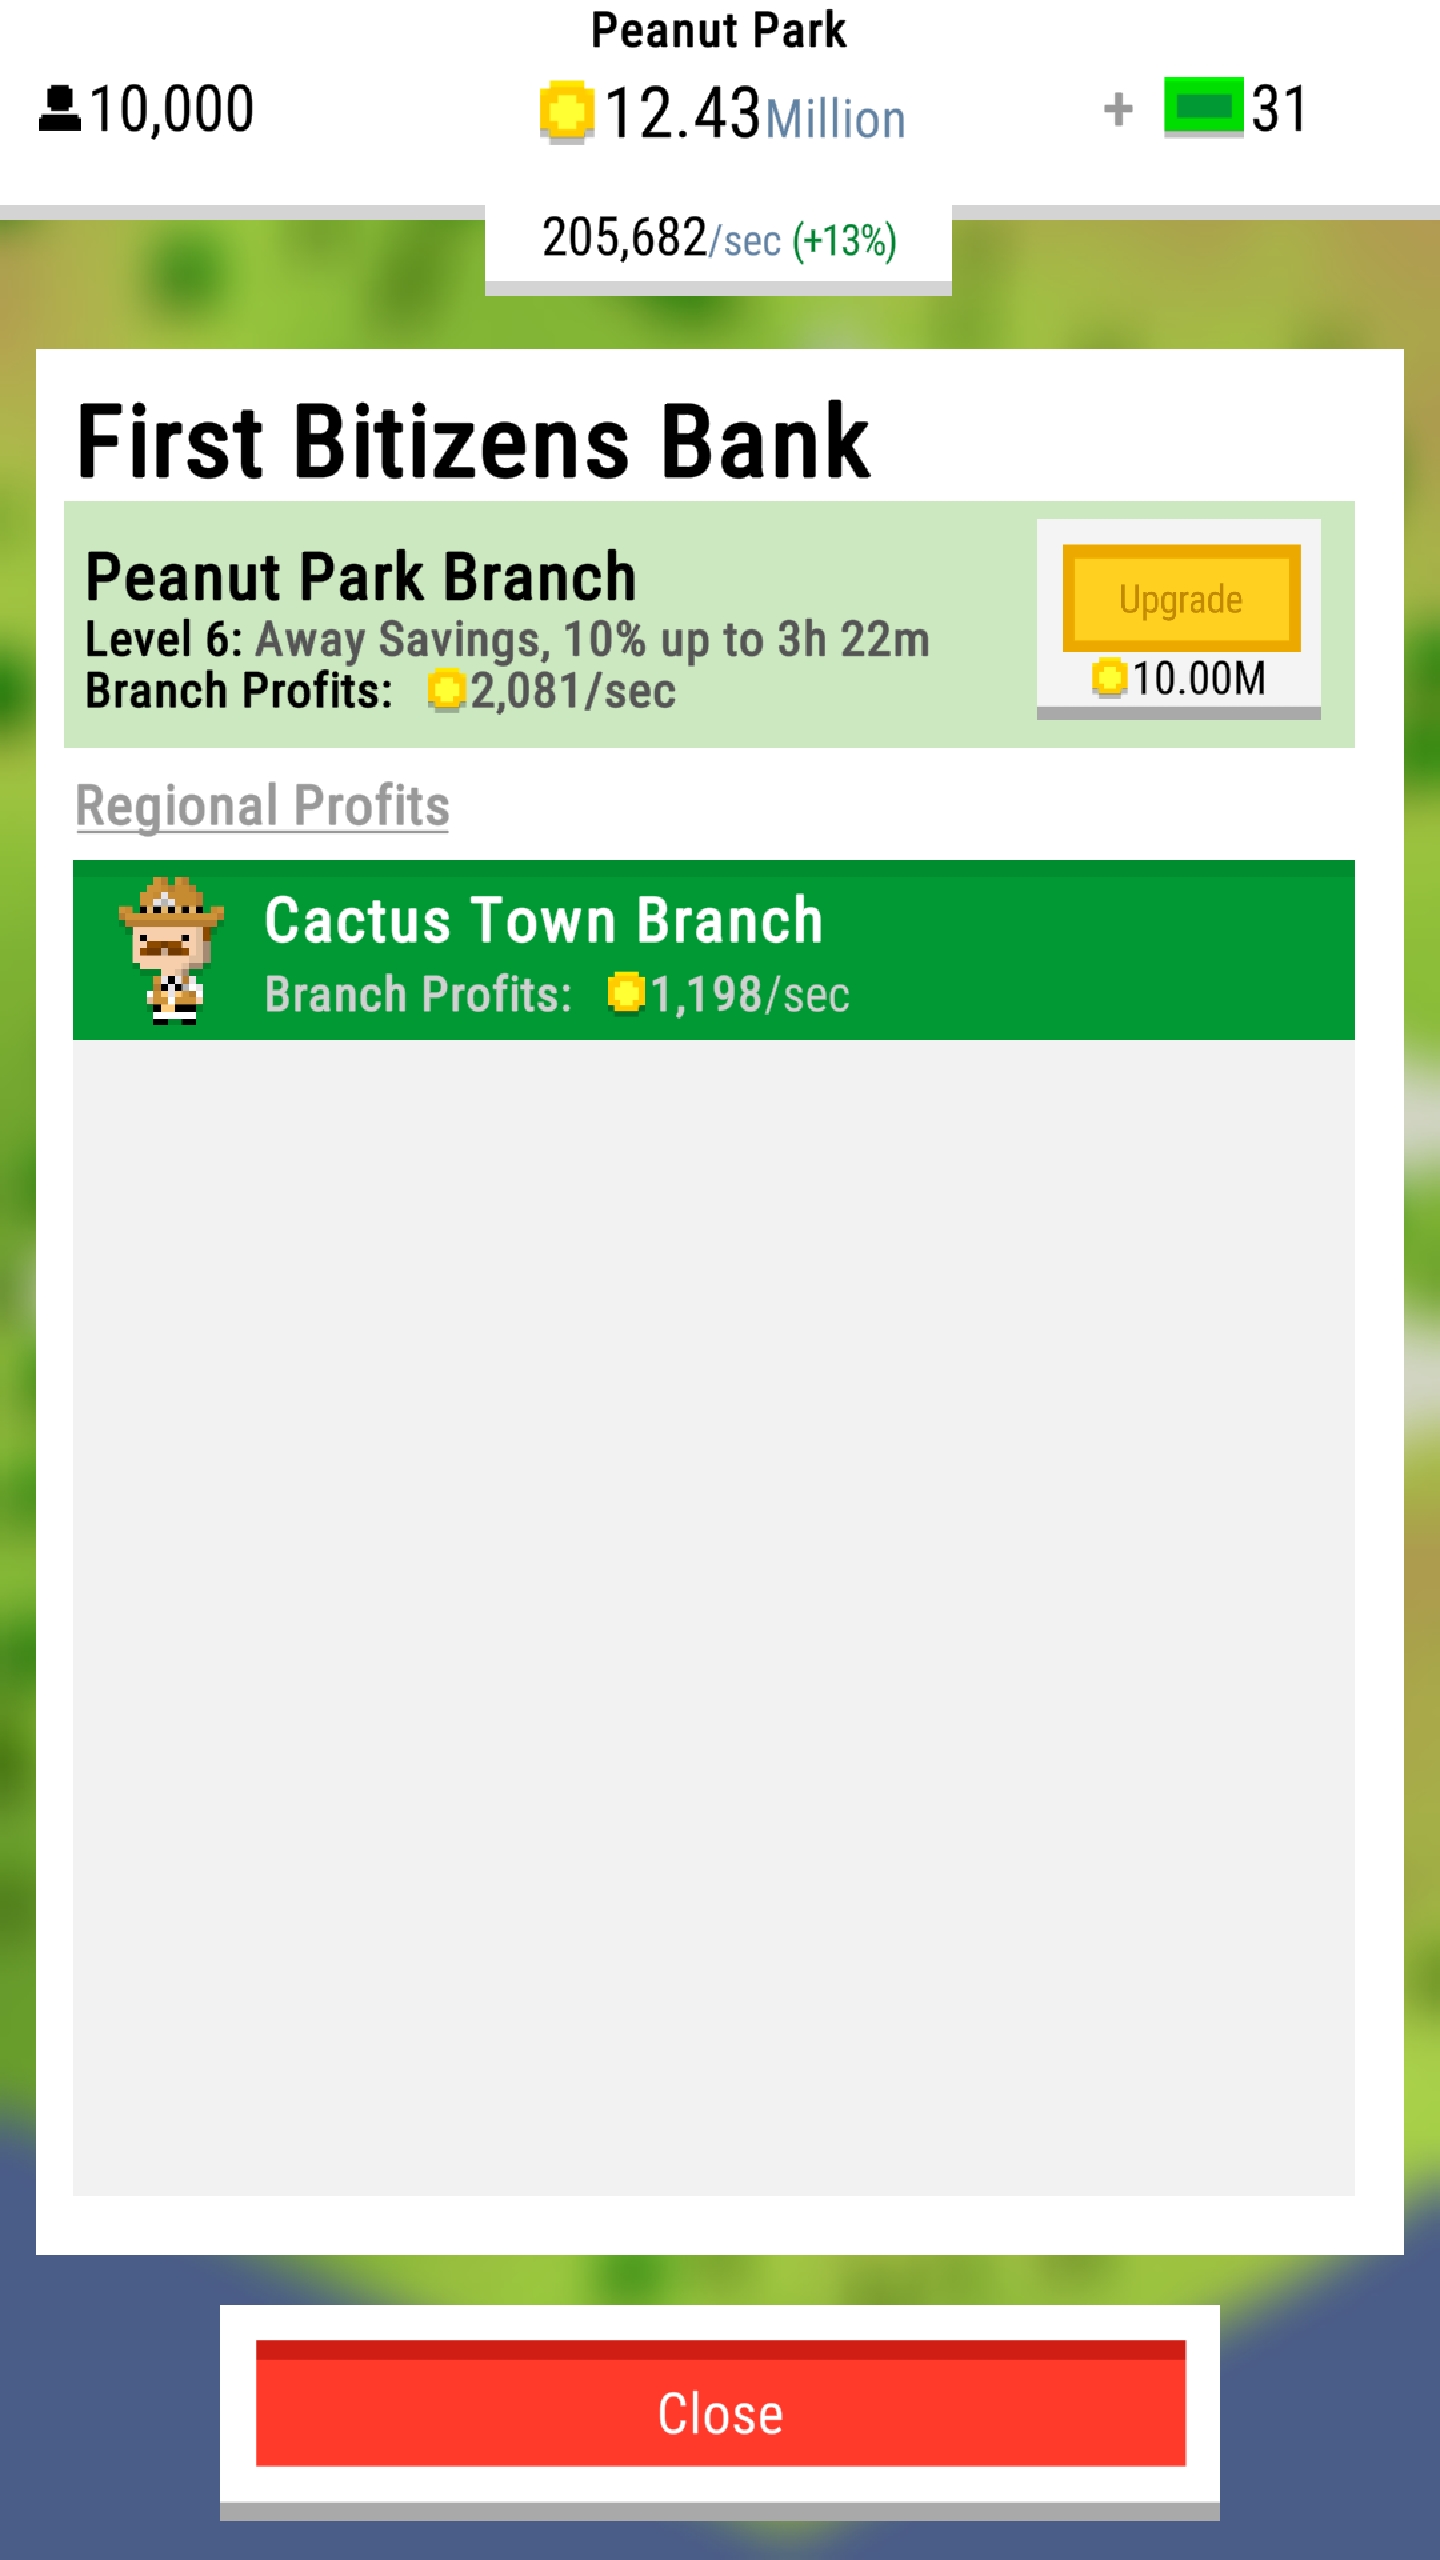 Peanut Park
10,000
12.43Million
+ 31
205,682/sec (+13%)
First Bitizens Bank
Peanut Park Branch
Level 6: Away Savings, 10% up to 3h 22m
Branch Profits: 2,081/sec
Upgrade
10.00M
Regional Profits
Cactus Town Branch
Branch Profits: 1,198/sec
Close